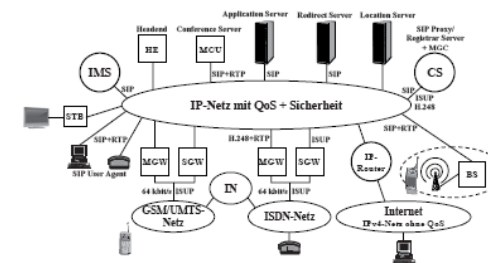 Application Server
Redirect Server
Location Server
Headend
Conference Server
SIP Proxy/
Registrar Server
+ MGC
HE
MCU
IMS
CS
SIP
SIP+RTP
SIP
SIP
SIP
ISUP
H.248
IP-Netz mit QoS + Sicherheit
STB
SIP+RTP
SIP User Agent
H.248+RTP
ISUP
SIP+RTP
MGW
SGW
MGW
SGW
IP-
Router
BS
64 kbit/s
ISUP
IN
64 kbit/s
ISUP
GSM/UMTS-
Netz
ISDN-Netz
Internet
IPv4-Netz ohne QoS